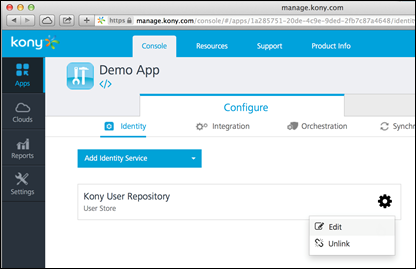 manage.kony.com
https manage.kony.com/console/#/apps/1a285751-20de-4c9e-9ded-2fb7c87a4648/identit
kony
Console Resources Support Product Info
Apps
Clouds
Reports
Settings
Demo App
</>
Configure
Identity Integration Orchestration Synchr
Add Identity Service
Kony User Repository
User Store
Edit
Unlink